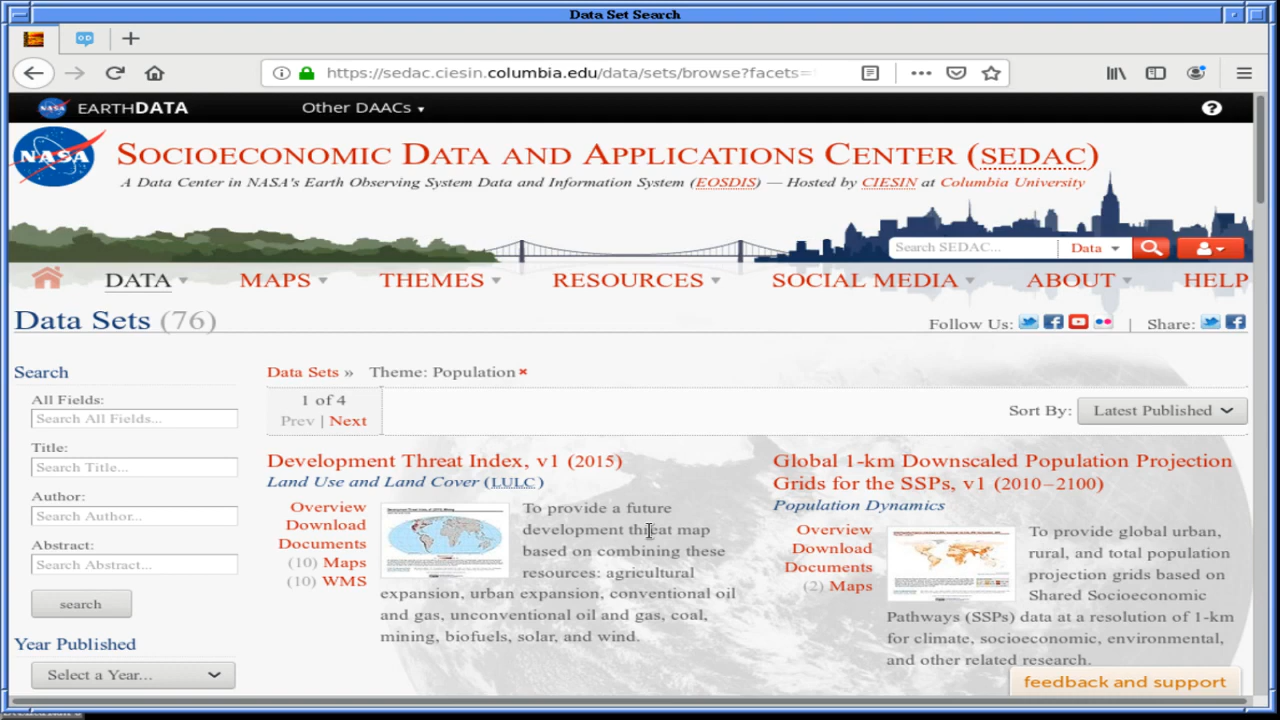 Data Set Search
https://sedac.ciesin.columbia.edu/data/sets/browse?facets=
NASA EARTHDATA Other DAACs ?
NASA
SOCIOECONOMIC DATA AND APPLICATIONS CENTER (SEDAC)
A Data Center in NASA's Earth Observing System Data and Information System (EOSDIS) — Hosted by CIESIN at Columbia University
Search SEDAC... Data
DATA MAPS THEMES RESOURCES SOCIAL MEDIA ABOUT HELP
Data Sets (76)
Follow Us: | Share:
Search
All Fields:
Search All Fields...
Title:
Search Title...
Author:
Search Author...
Abstract:
Search Abstract...
search
Year Published
Select a Year...
Data Sets » Theme: Population ×
1 of 4
Prev | Next
Sort By: Latest Published
Development Threat Index, v1 (2015)
Land Use and Land Cover (LULC)
Overview
Download
Documents
(10) Maps
(10) WMS
To provide a future
development threat map
based on combining these
resources: agricultural
expansion, urban expansion, conventional oil
and gas, unconventional oil and gas, coal,
mining, biofuels, solar, and wind.
Global 1-km Downscaled Population Projection
Grids for the SSPs, v1 (2010–2100)
Population Dynamics
Overview
Download
Documents
(2) Maps
To provide global urban,
rural, and total population
projection grids based on
Shared Socioeconomic
Pathways (SSPs) data at a resolution of 1-km
for climate, socioeconomic, environmental,
and other related research.
feedback and support